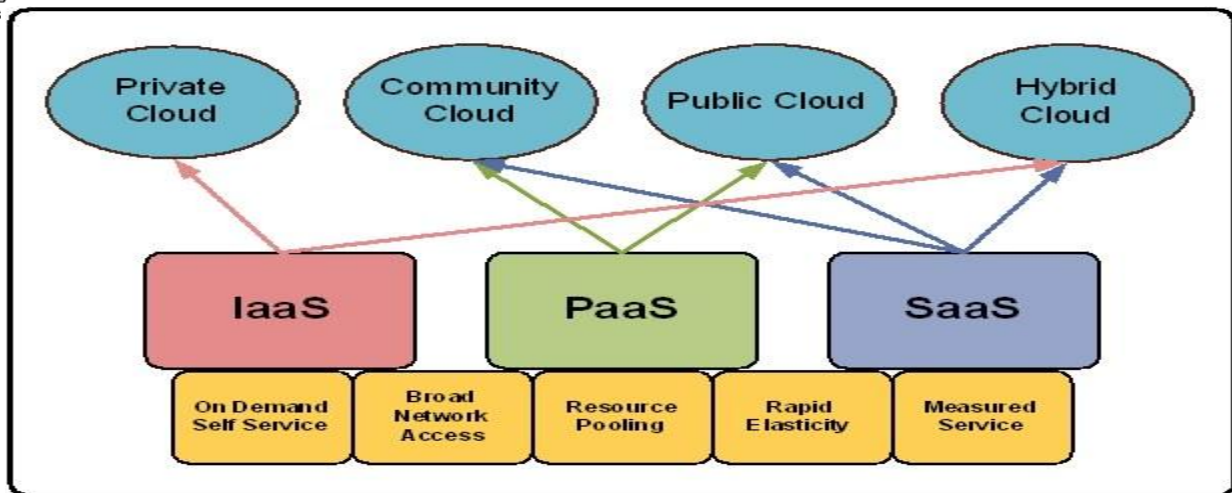 Private
Cloud
Community
Cloud
Public Cloud
Hybrid
Cloud
IaaS
PaaS
SaaS
On Demand
Self Service
Broad
Network
Access
Resource
Pooling
Rapid
Elasticity
Measured
Service